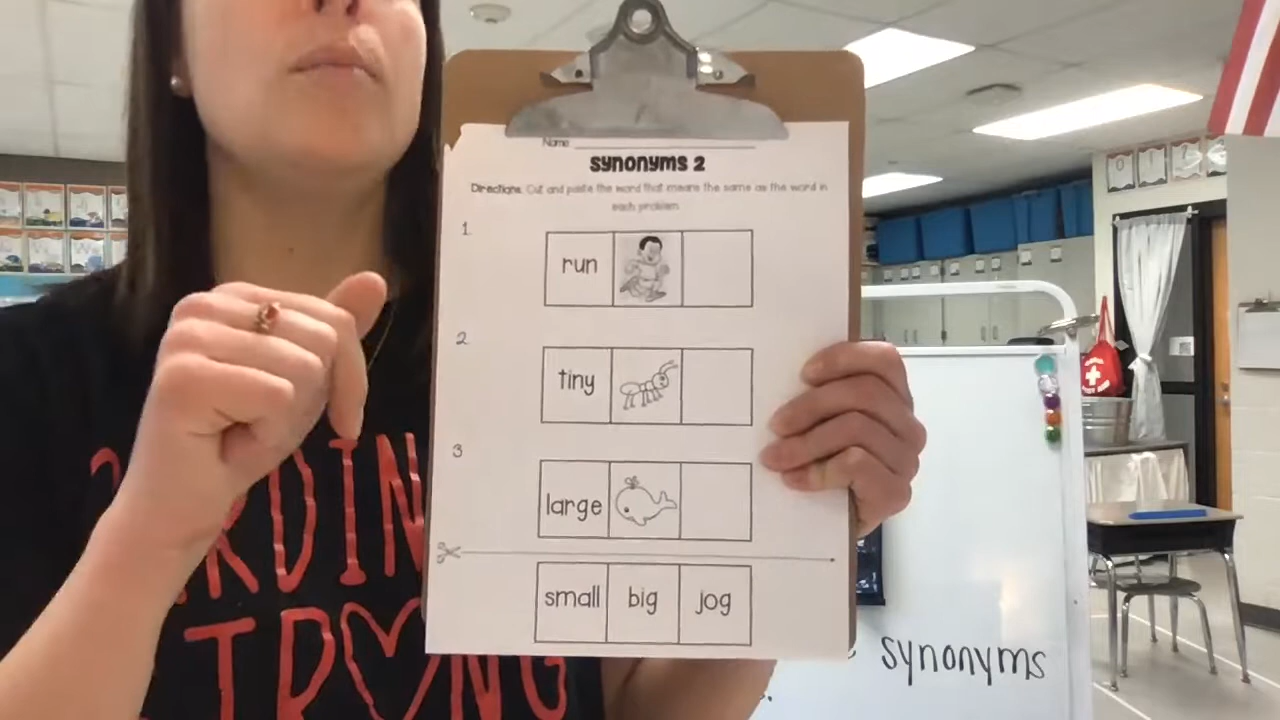 Name
Synonyms 2
Directions: Cut and paste the word that means the same as the word in
each problem.
1.
run
2.
tiny
3.
large
small big jog
synonyms